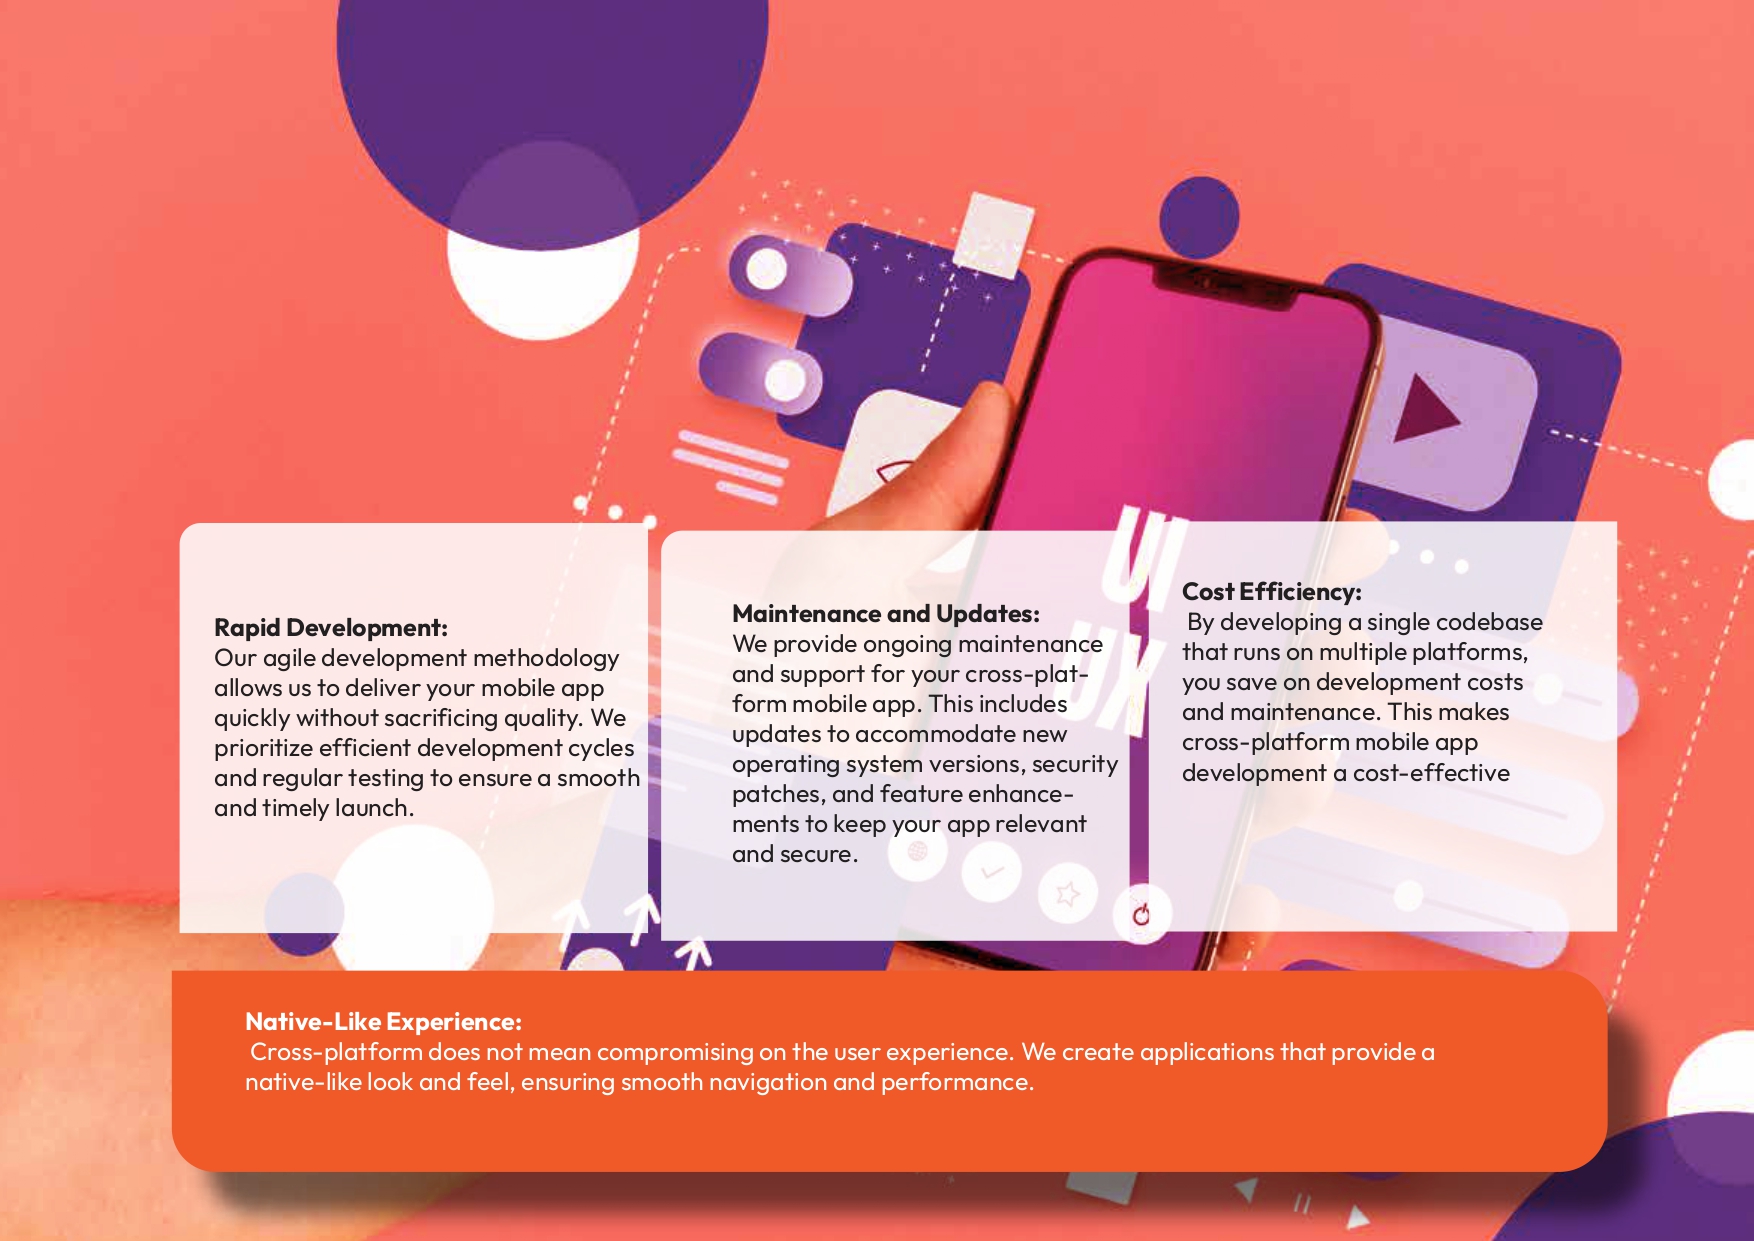 UI
UX
Rapid Development:
Our agile development methodology
allows us to deliver your mobile app
quickly without sacrificing quality. We
prioritize efficient development cycles
and regular testing to ensure a smooth
and timely launch.
Maintenance and Updates:
We provide ongoing maintenance
and support for your cross-plat-
form mobile app. This includes
updates to accommodate new
operating system versions, security
patches, and feature enhance-
ments to keep your app relevant
and secure.
Cost Efficiency:
By developing a single codebase
that runs on multiple platforms,
you save on development costs
and maintenance. This makes
cross-platform mobile app
development a cost-effective
Native-Like Experience:
Cross-platform does not mean compromising on the user experience. We create applications that provide a
native-like look and feel, ensuring smooth navigation and performance.